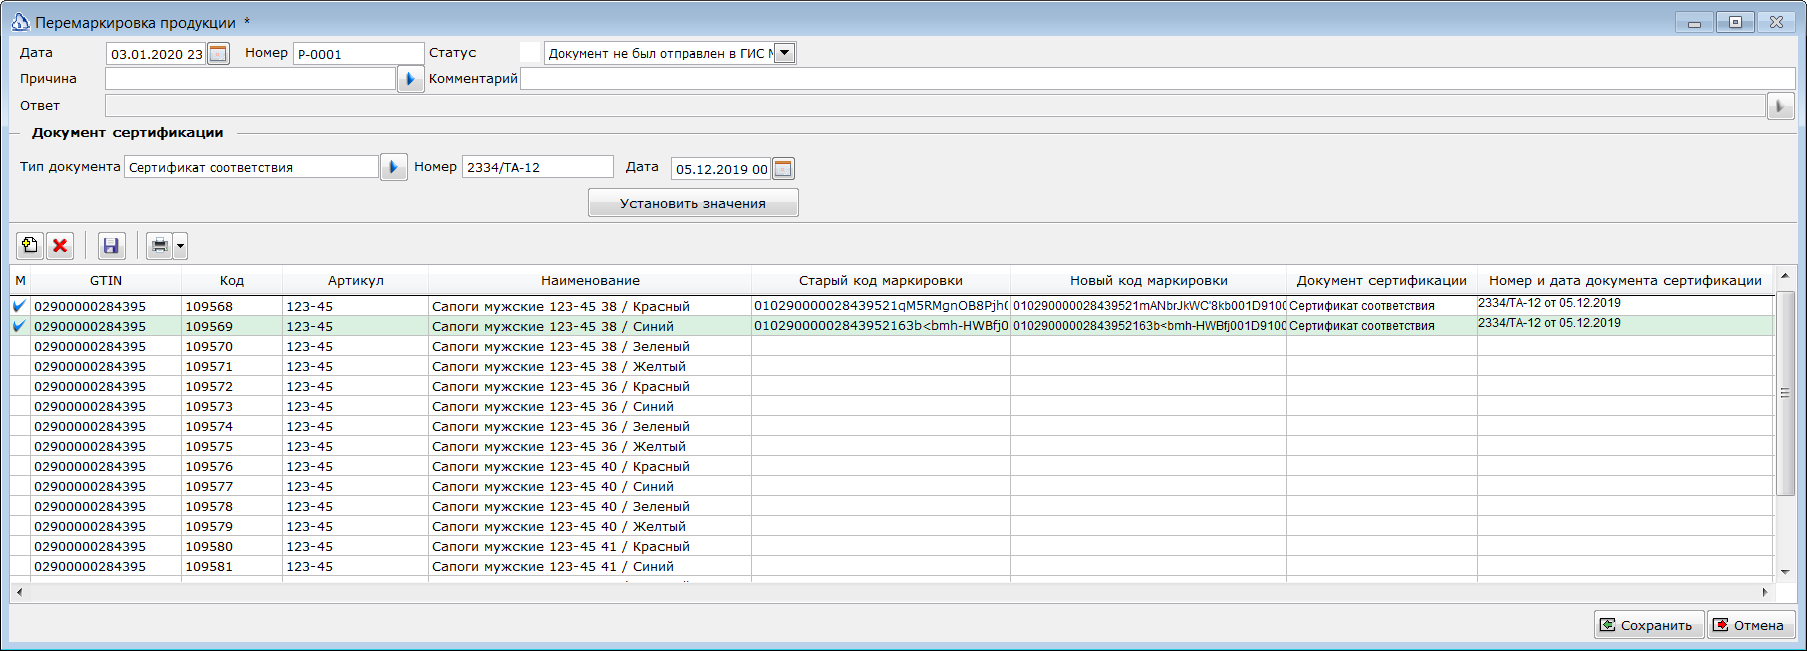 Перемаркировка продукции *
Дата 03.01.2020 23 Номер Р-0001 Статус Документ не был отправлен в ГИС
Причина Комментарий
Ответ
Документ сертификации
Тип документа Сертификат соответствия Номер 2334/ТА-12 Дата 05.12.2019 00
Установить значения
М GTIN Код Артикул Наименование Старый код маркировки Новый код маркировки Документ сертификации Номер и дата документа сертификации
02900000284395 109568 123-45 Сапоги мужские 123-45 38 / Красный 010290000028439521qM5RMgnOB8Pjh 010290000028439521mANbrJkWC'8kb001D9100 Сертификат соответствия 2334/ТА-12 от 05.12.2019
02900000284395 109569 123-45 Сапоги мужские 123-45 38 / Синий 01029000002843952163b<bmh-HWBfj0 01029000002843952163b<bmh-HWBfj001D9100 Сертификат соответствия 2334/ТА-12 от 05.12.2019
02900000284395 109570 123-45 Сапоги мужские 123-45 38 / Зеленый
02900000284395 109571 123-45 Сапоги мужские 123-45 38 / Желтый
02900000284395 109572 123-45 Сапоги мужские 123-45 36 / Красный
02900000284395 109573 123-45 Сапоги мужские 123-45 36 / Синий
02900000284395 109574 123-45 Сапоги мужские 123-45 36 / Зеленый
02900000284395 109575 123-45 Сапоги мужские 123-45 36 / Желтый
02900000284395 109576 123-45 Сапоги мужские 123-45 40 / Красный
02900000284395 109577 123-45 Сапоги мужские 123-45 40 / Синий
02900000284395 109578 123-45 Сапоги мужские 123-45 40 / Зеленый
02900000284395 109579 123-45 Сапоги мужские 123-45 40 / Желтый
02900000284395 109580 123-45 Сапоги мужские 123-45 41 / Красный
02900000284395 109581 123-45 Сапоги мужские 123-45 41 / Синий
Сохранить Отмена